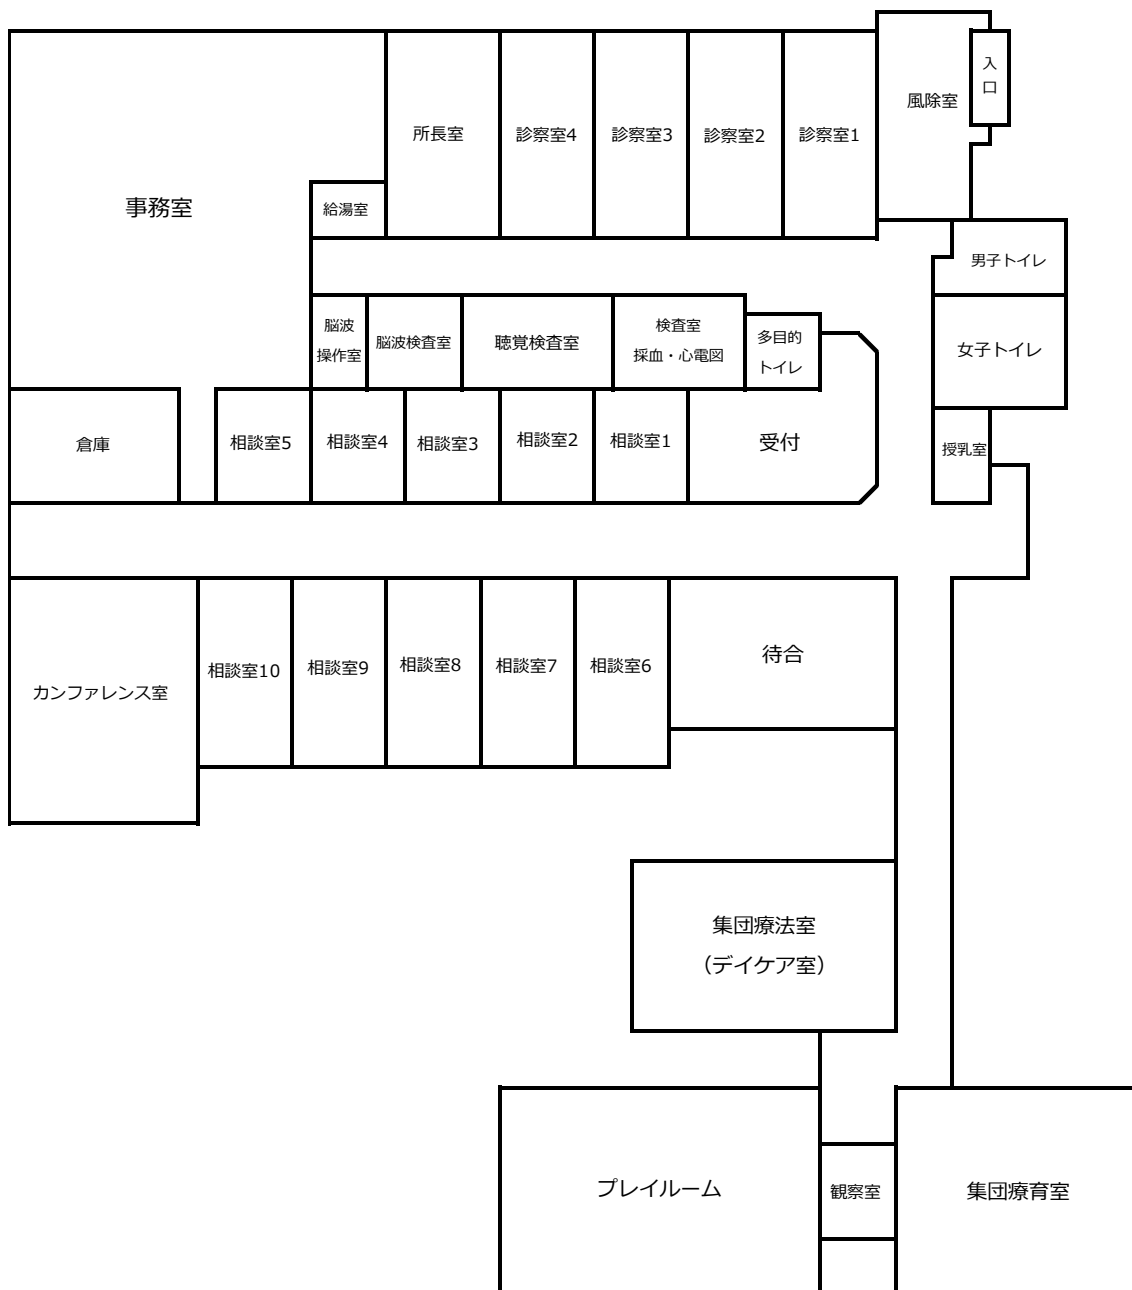 入
口
風除室
所長室
診察室4
診察室3
診察室2
診察室1
事務室
給湯室
男子トイレ
脳波
操作室
脳波検査室
聴覚検査室
検査室
採血・心電図
多目的
トイレ
女子トイレ
倉庫
相談室5
相談室4
相談室3
相談室2
相談室1
受付
授乳室
カンファレンス室
相談室10
相談室9
相談室8
相談室7
相談室6
待合
集団療法室
（デイケア室）
プレイルーム
観察室
集団療育室